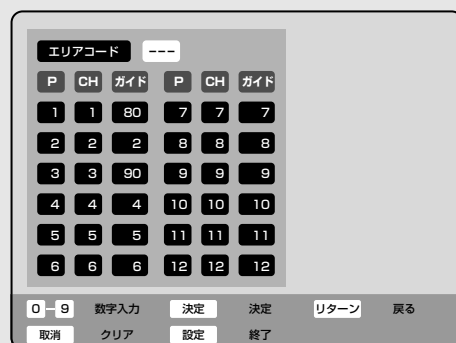 エリアコード ---
P CH ガイド P CH ガイド
1 1 80 7 7 7
2 2 2 8 8 8
3 3 90 9 9 9
4 4 4 10 10 10
5 5 5 11 11 11
6 6 6 12 12 12
0-9 数字入力 決定 決定 リターン 戻る
取消 クリア 設定 終了